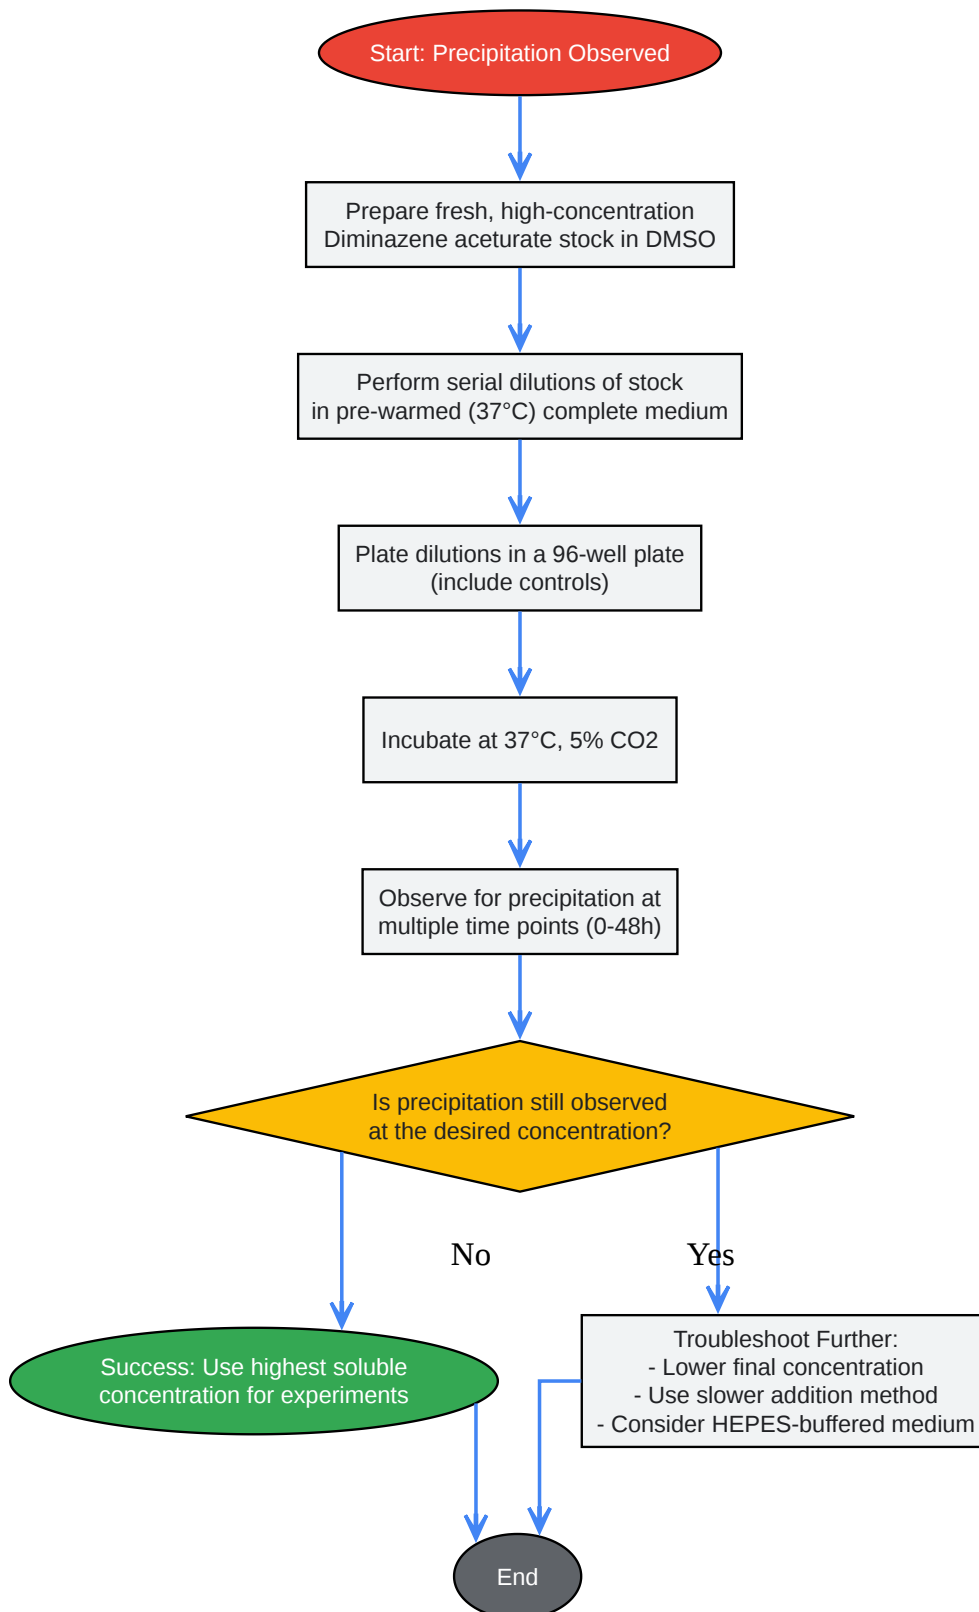 Start: Precipitation Observed
Prepare fresh, high-concentration
Diminazene aceturate stock in DMSO
Perform serial dilutions of stock
in pre-warmed (37°C) complete medium
Plate dilutions in a 96-well plate
(include controls)
Incubate at 37°C, 5% CO2
Observe for precipitation at
multiple time points (0-48h)
Is precipitation still observed
at the desired concentration?
No
Yes
Success: Use highest soluble
concentration for experiments
Troubleshoot Further:
- Lower final concentration
- Use slower addition method
- Consider HEPES-buffered medium
End